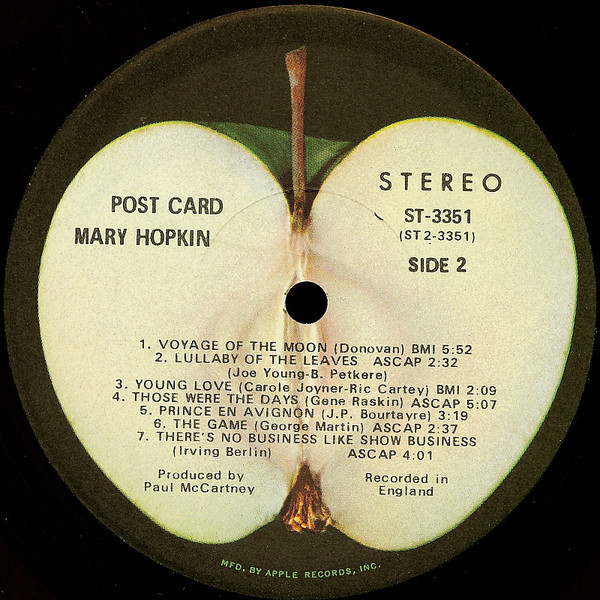 POST CARD
MARY HOPKIN
STEREO
ST-3351
(ST 2-3351)
SIDE 2
1. VOYAGE OF THE MOON (Donovan) BMI 5:52
2. LULLABY OF THE LEAVES ASCAP 2:32
(Joe Young-B. Petkere)
3. YOUNG LOVE (Carole Joyner-Ric Cartey) BMI 2:09
4. THOSE WERE THE DAYS (Gene Raskin) ASCAP 5:07
5. PRINCE EN AVIGNON (J.P. Bourtayre) 3:19
6. THE GAME (George Martin) ASCAP 2:37
7. THERE'S NO BUSINESS LIKE SHOW BUSINESS
(Irving Berlin) ASCAP 4:01
Produced by
Paul McCartney
Recorded in
England
MFD. BY APPLE RECORDS, INC.